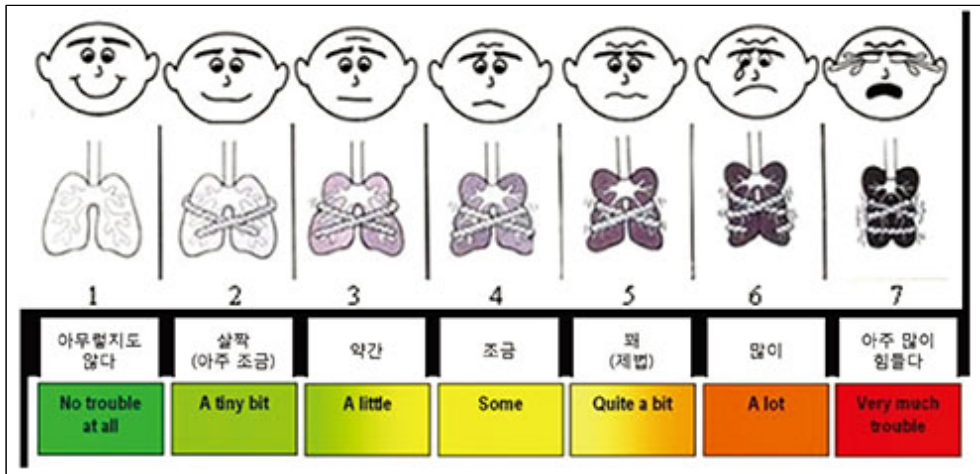 1 2 3 4 5 6 7
아무렇지도
않다
살짝
(아주 조금)
약간
조금
꽤
(제법)
많이
아주 많이
힘들다
No trouble
at all
A tiny bit
A little
Some
Quite a bit
A lot
Very much
trouble